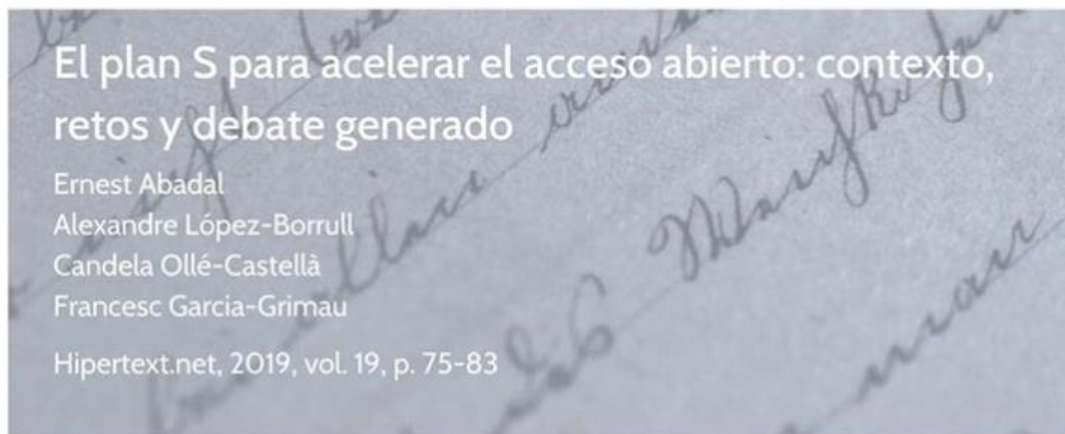 El plan S para acelerar el acceso abierto: contexto,
retos y debate generado
Ernest Abadal
Alexandre López-Borrull
Candela Ollé-Castellà
Francesc Garcia-Grimau
Hipertext.net, 2019, vol. 19, p. 75-83